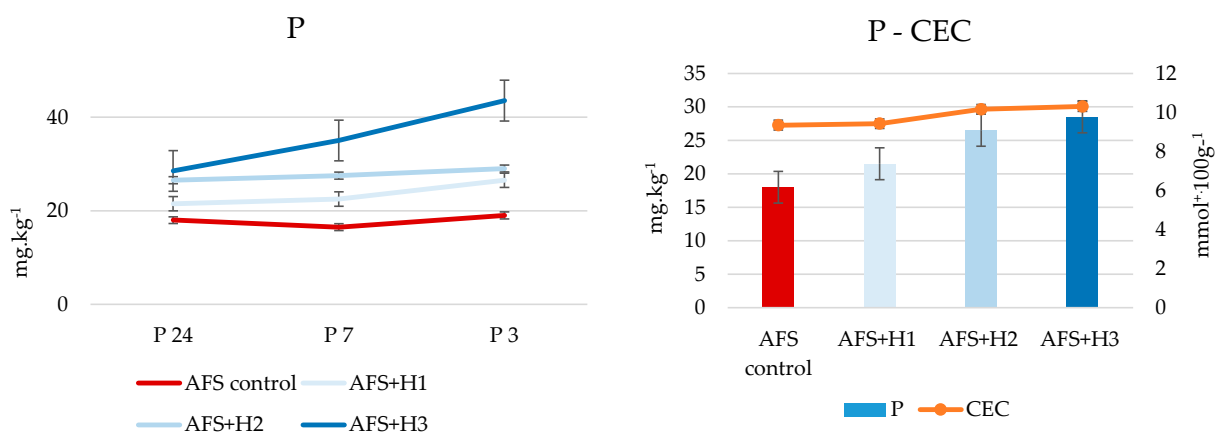 P
mg.kg⁻¹
40
20
0
P 24
P 7
P 3
AFS control
AFS+H1
AFS+H2
AFS+H3
P - CEC
mg.kg⁻¹
35
30
25
20
15
10
5
0
12
10
8
6
4
2
0
mmol⁺·100g-¹
AFS
control
AFS+H1
AFS+H2
AFS+H3
P
CEC